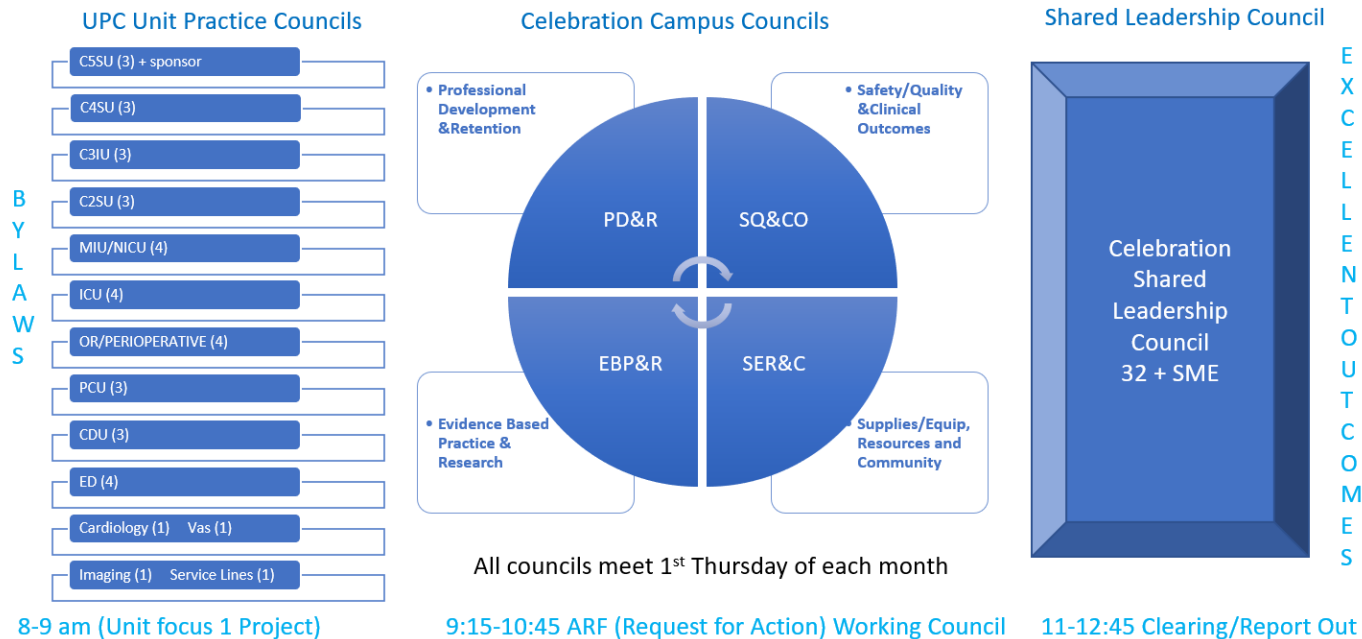 UPC Unit Practice Councils
BYLAWS
C5SU (3) + sponsor
C4SU (3)
C3IU (3)
C2SU (3)
MIU/NICU (4)
ICU (4)
OR/PERIOPERATIVE (4)
PCU (3)
CDU (3)
ED (4)
Cardiology (1) Vas (1)
Imaging (1) Service Lines (1)
8-9 am (Unit focus 1 Project)
Celebration Campus Councils
• Professional
Development
&Retention
• Safety/Quality
&Clinical
Outcomes
PD&R
SQ&CO
EBP&R
SER&C
• Evidence Based
Practice &
Research
• Supplies/Equip,
Resources and
Community
All councils meet 1st Thursday of each month
9:15-10:45 ARF (Request for Action) Working Council
Shared Leadership Council
Celebration
Shared
Leadership
Council
32 + SME
EXCELLENTOUTCOMES
11-12:45 Clearing/Report Out